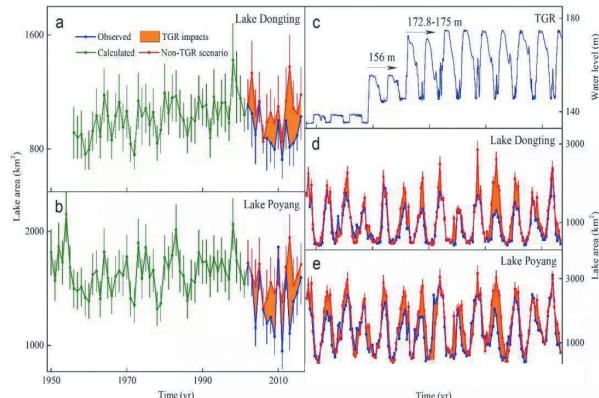 a
Lake Dongting
Observed
TGR impacts
Calculated
Non-TGR scenario
1600
800
b
Lake Poyang
2000
1000
Lake area (km²)
1950
1970
1990
2010
Time (yr)
c
172.8-175 m
TGR
156 m
180
140
Water level (m)
d
Lake Dongting
3000
1000
e
Lake Poyang
3000
1000
Lake area (km²)
Time (yr)